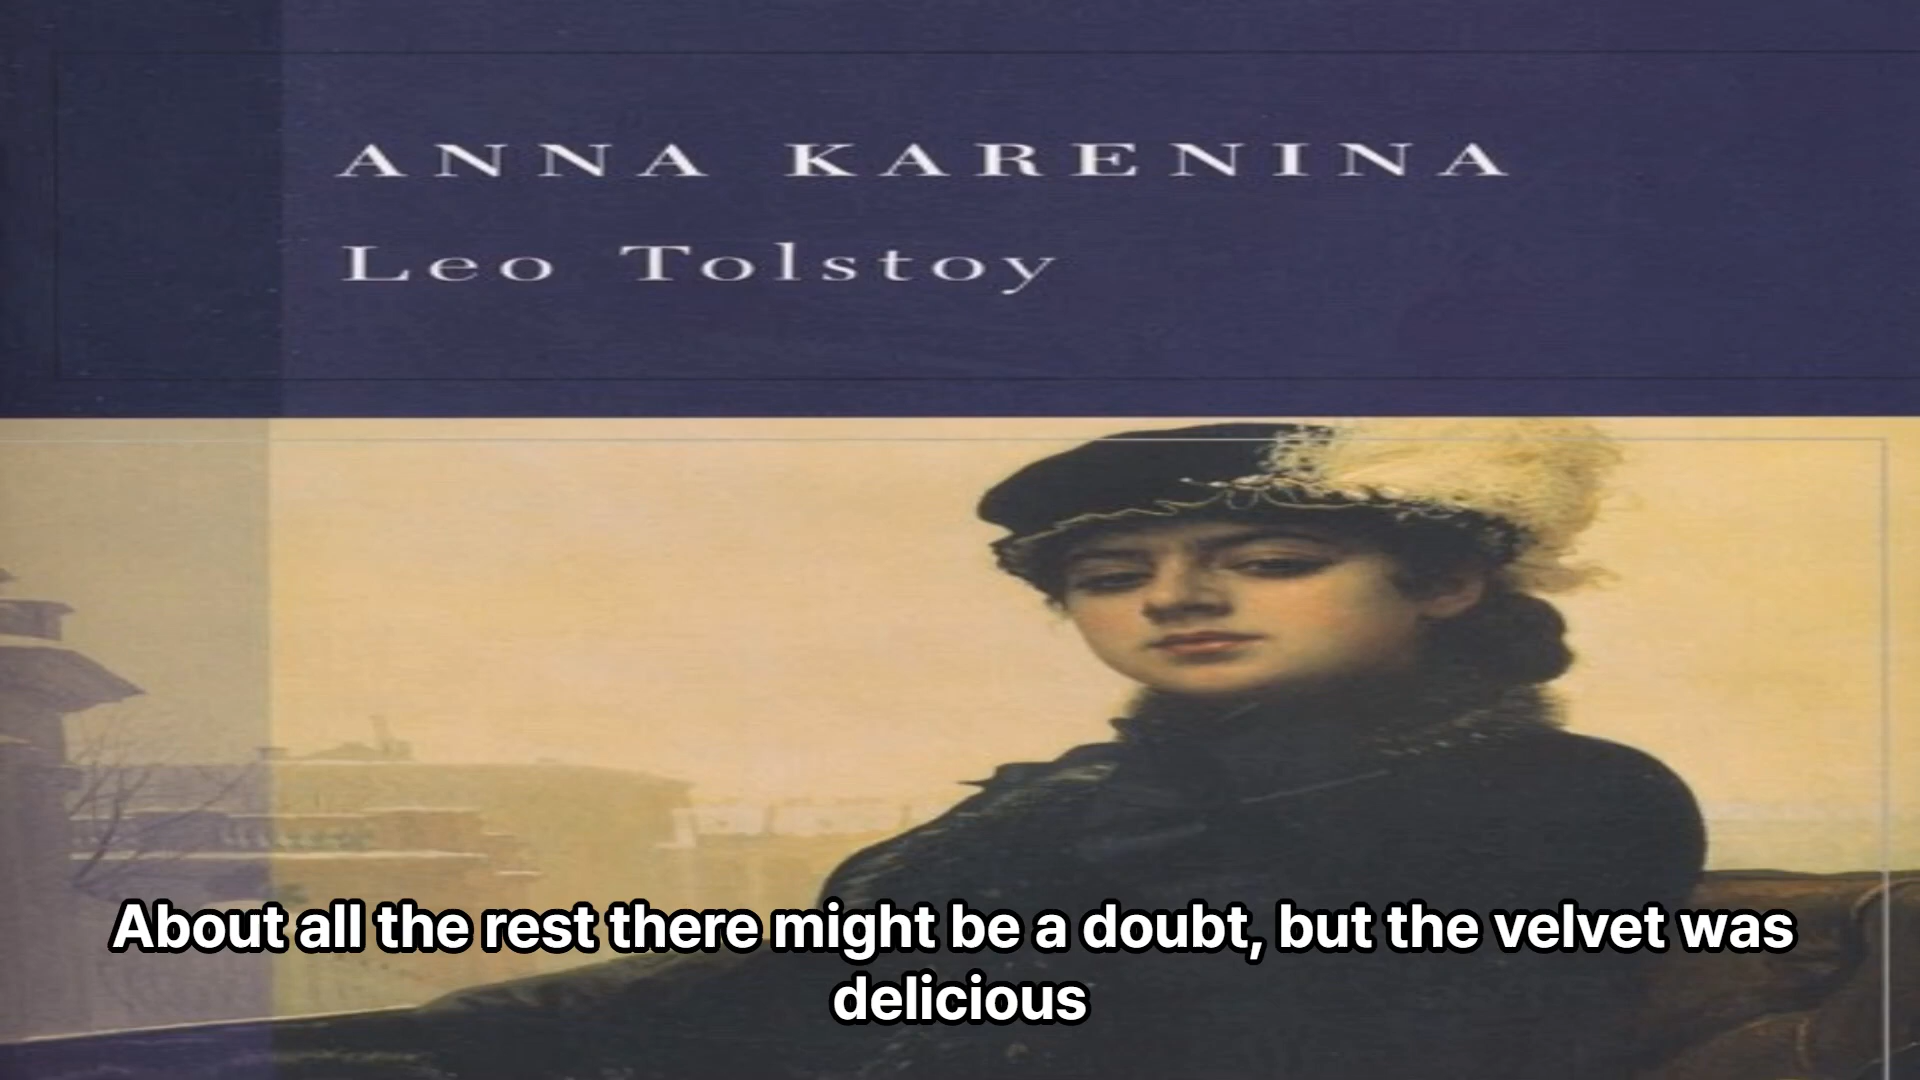 ANNA KARENINA
Leo Tolstoy
About all the rest there might be a doubt, but the velvet was
delicious